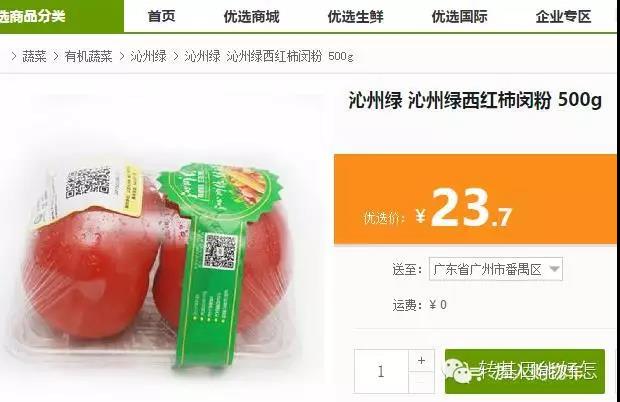 选商品分类 首页 优选商城 优选生鲜 优选国际 企业专区
> 蔬菜 > 有机蔬菜 > 沁州绿 > 沁州绿 沁州绿西红柿闵粉 500g
沁州绿 沁州绿西红柿闵粉 500g
优选价: ¥23.7
送至: 广东省广州市番禺区
运费: ¥ 0
1
+
-
转基因能好怎